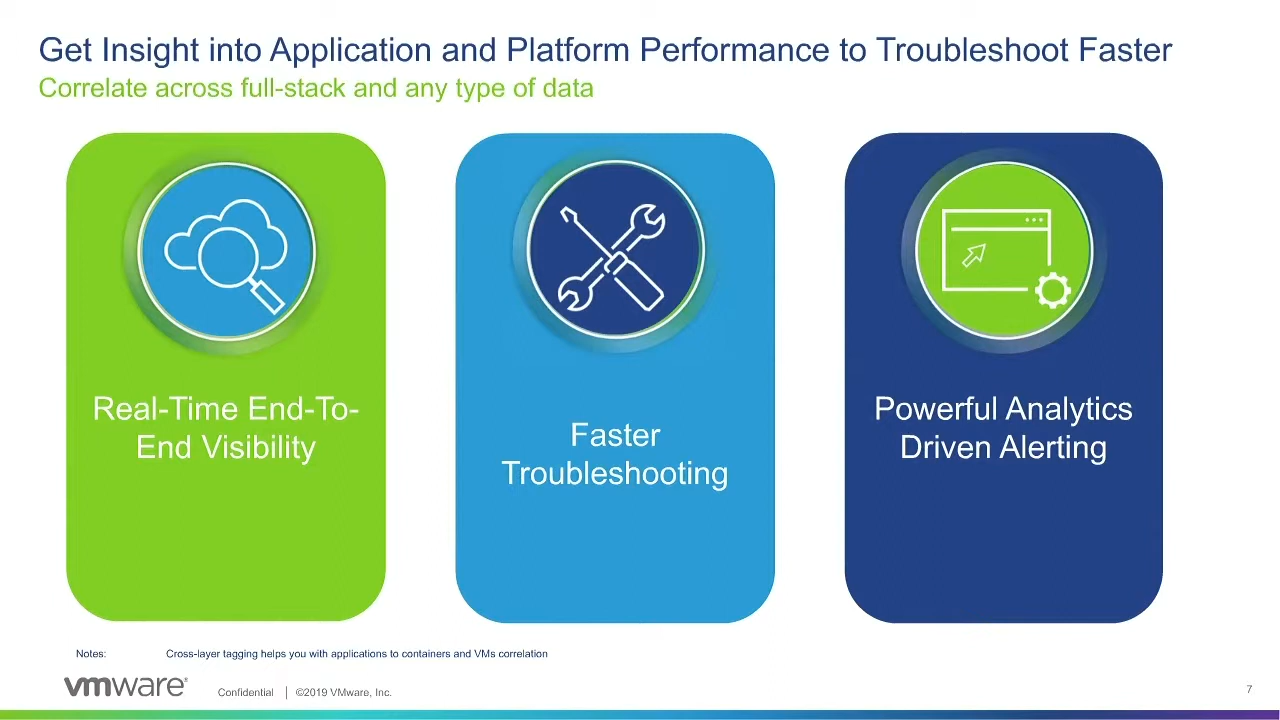 Get Insight into Application and Platform Performance to Troubleshoot Faster
Correlate across full-stack and any type of data
Real-Time End-To-
End Visibility
Faster
Troubleshooting
Powerful Analytics
Driven Alerting
Notes: Cross-layer tagging helps you with applications to containers and VMs correlation
vmware®
Confidential | ©2019 VMware, Inc.
7